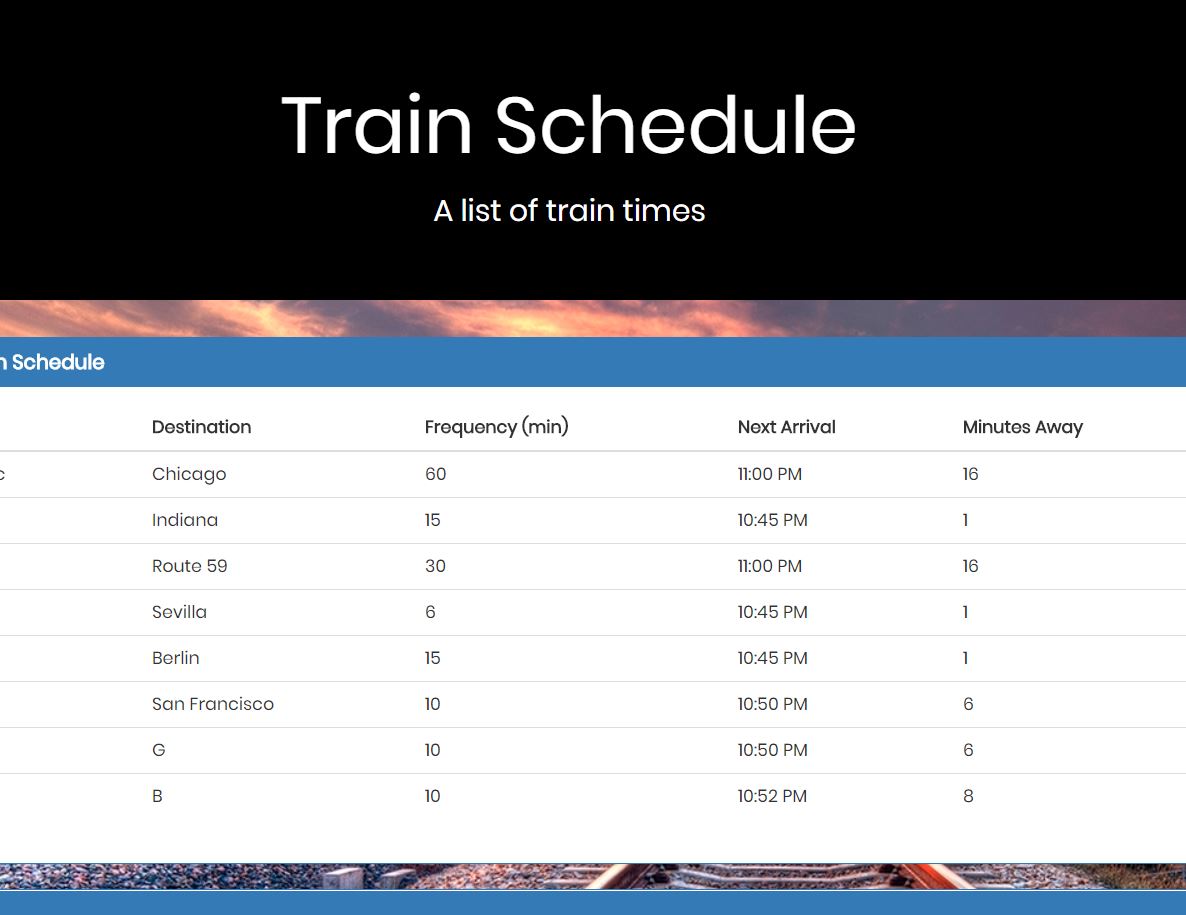 Train Schedule
A list of train times
n Schedule
Destination Frequency (min) Next Arrival Minutes Away
c Chicago 60 11:00 PM 16
Indiana 15 10:45 PM 1
Route 59 30 11:00 PM 16
Sevilla 6 10:45 PM 1
Berlin 15 10:45 PM 1
San Francisco 10 10:50 PM 6
G 10 10:50 PM 6
B 10 10:52 PM 8